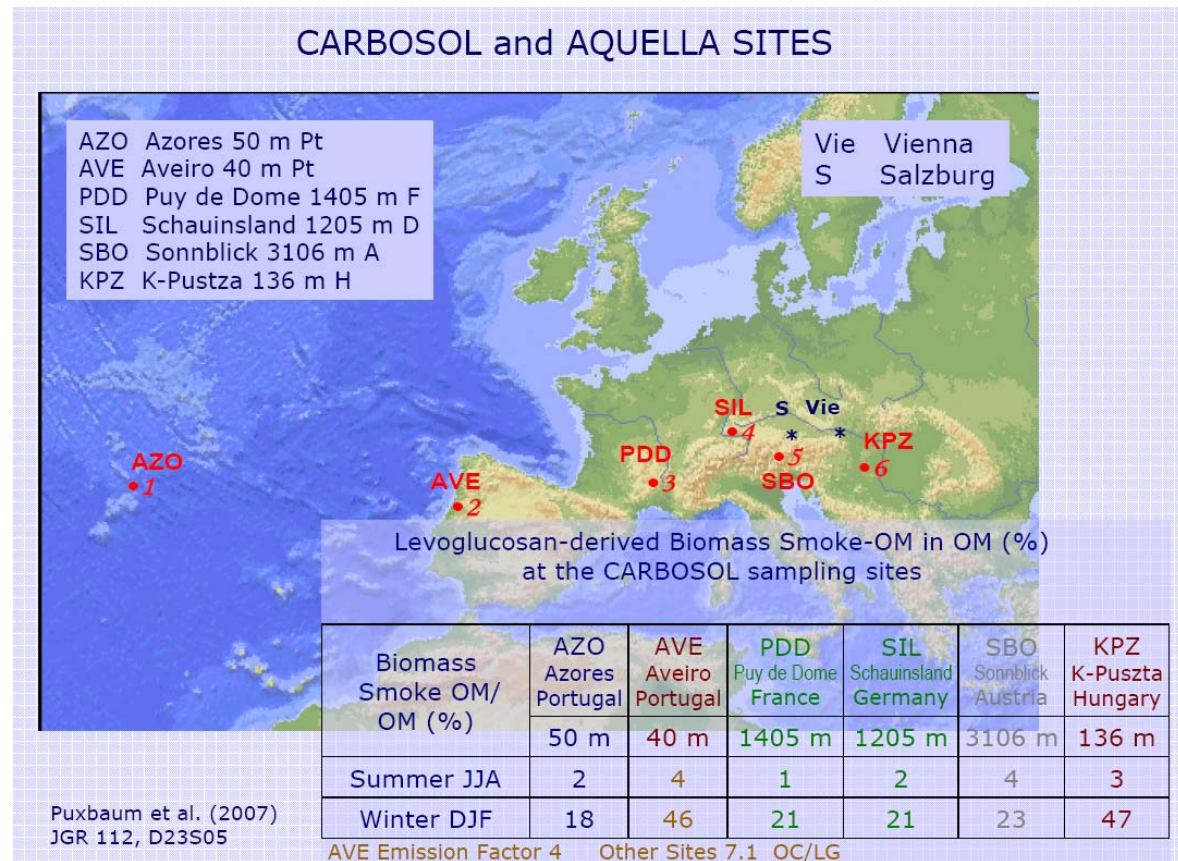 CARBOSOL and AQUELLA SITES
AZO Azores 50 m Pt
AVE Aveiro 40 m Pt
PDD Puy de Dome 1405 m F
SIL Schauinsland 1205 m D
SBO Sonnblick 3106 m A
KPZ K-Pustza 136 m H
Vie Vienna
S Salzburg
SIL
4
S
Vie
*
*
KPZ
6
PDD
3
5
SBO
AZO
1
AVE
2
Levoglucosan-derived Biomass Smoke-OM in OM (%)
at the CARBOSOL sampling sites
Biomass
Smoke OM/
OM (%)
AZO AVE PDD SIL SBO KPZ
Azores Aveiro Puy de Dome Schauinsland Sonnblick K-Puszta
Portugal Portugal France Germany Austria Hungary
50 m 40 m 1405 m 1205 m 3106 m 136 m
Summer JJA 2 4 1 2 4 3
Winter DJF 18 46 21 21 23 47
Puxbaum et al. (2007)
JGR 112, D23S05
AVE Emission Factor 4 Other Sites 7.1 OC/LG